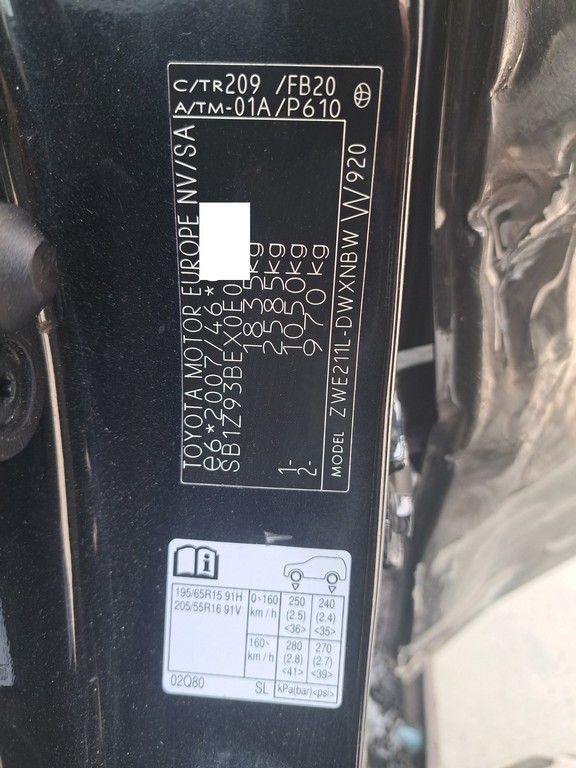 C/TR209 /FB20
A/TM-01A/P610
TOYOTA MOTOR EUROPE NV/SA
e6*2007/46*
SB1Z93BEX0E0
1835kg
2585kg
1- 1050kg
2- 970kg
MODEL ZWE211L-DWXNBW W920
i
195/65R15 91H
205/55R16 91V
0~160 km/h
250 (2.5) <36>
240 (2.4) <35>
160~ km/h
280 (2.8) <41>
270 (2.7) <39>
02Q80 SL kPa(bar)<psi>